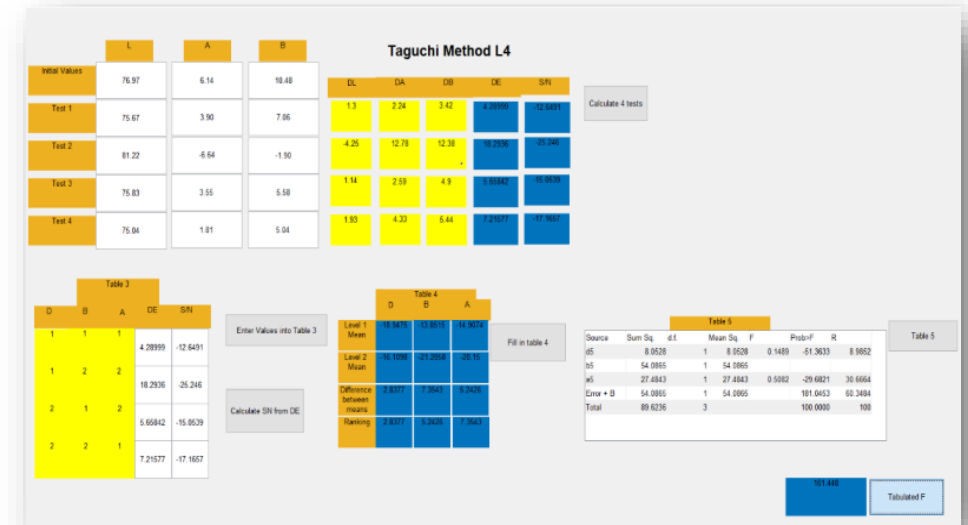 L A B
Taguchi Method L4
Initial Values 76.97 6.14 10.48
DL DA DB DE S/N
Test 1 75.67 3.90 7.06 1.3 2.24 3.42 4.28999 -12.6491
Calculate 4 tests
Test 2 81.22 -6.64 -1.90 -4.25 12.78 12.38 18.2936 -25.246
Test 3 75.83 3.55 5.58 1.14 2.59 4.9 5.65842 -15.0539
Test 4 75.04 1.81 5.04 1.93 4.33 5.44 7.21577 -17.1657
Table 3
D B A DE S/N
1 1 1 4.28999 -12.6491
1 2 2 18.2936 -25.246
2 1 2 5.65842 -15.0539
2 2 1 7.21577 -17.1657
Enter Values into Table 3
Calculate SN from DE
Table 4
D B A
Level 1 Mean -18.9475 -13.8515 -14.9074
Level 2 Mean -16.1098 -21.2058 -20.15
Difference between means 2.8377 7.3543 5.2426
Ranking 2.8377 5.2426 7.3543
Fill in table 4
Table 5
Source Sum Sq. d.f. Mean Sq. F Prob>F R
d5 8.0528 1 8.0528 0.1489 -51.3633 8.9852
b5 54.0865 1 54.0865
a5 27.4843 1 27.4843 0.5082 -29.6821 30.6664
Error + B 54.0865 1 54.0865 181.0453 60.3484
Total 89.6236 3 100.0000 100
Table 5
161.448
Tabulated F